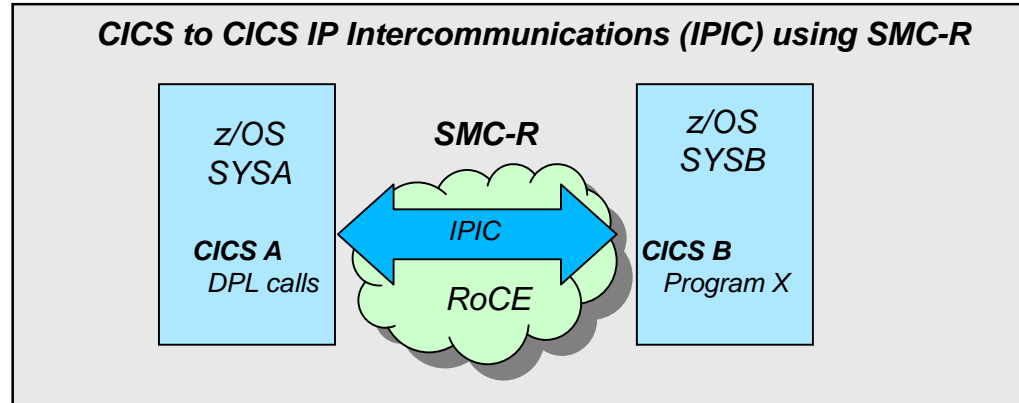 CICS to CICS IP Intercommunications (IPIC) using SMC-R
z/OS
SYSA
CICS A
DPL calls
SMC-R
IPIC
RoCE
z/OS
SYSB
CICS B
Program X